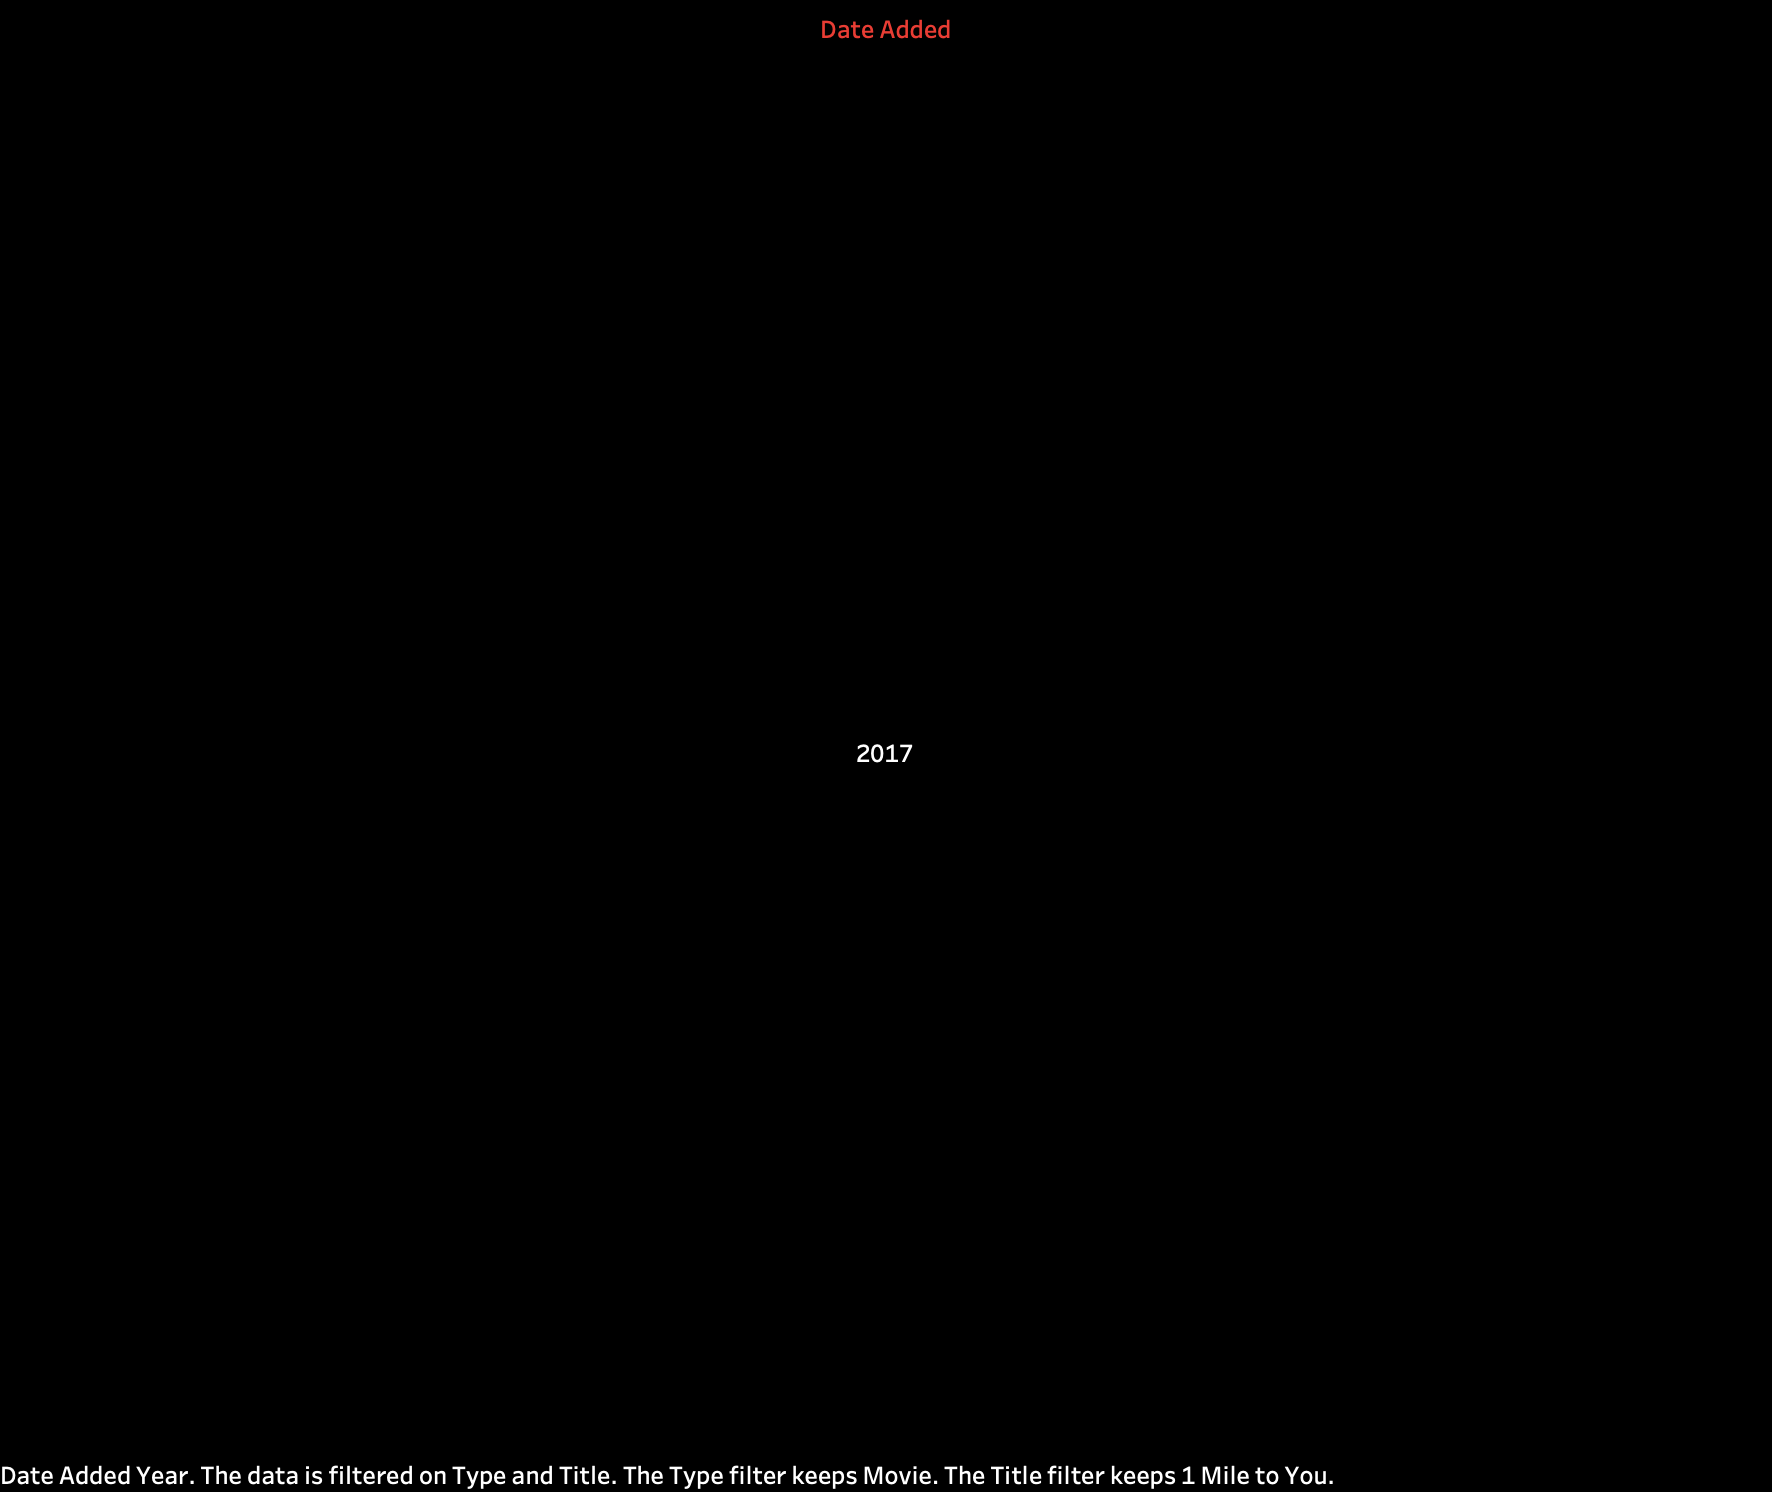 Date Added
2017
Date Added Year. The data is filtered on Type and Title. The Type filter keeps Movie. The Title filter keeps 1 Mile to You.